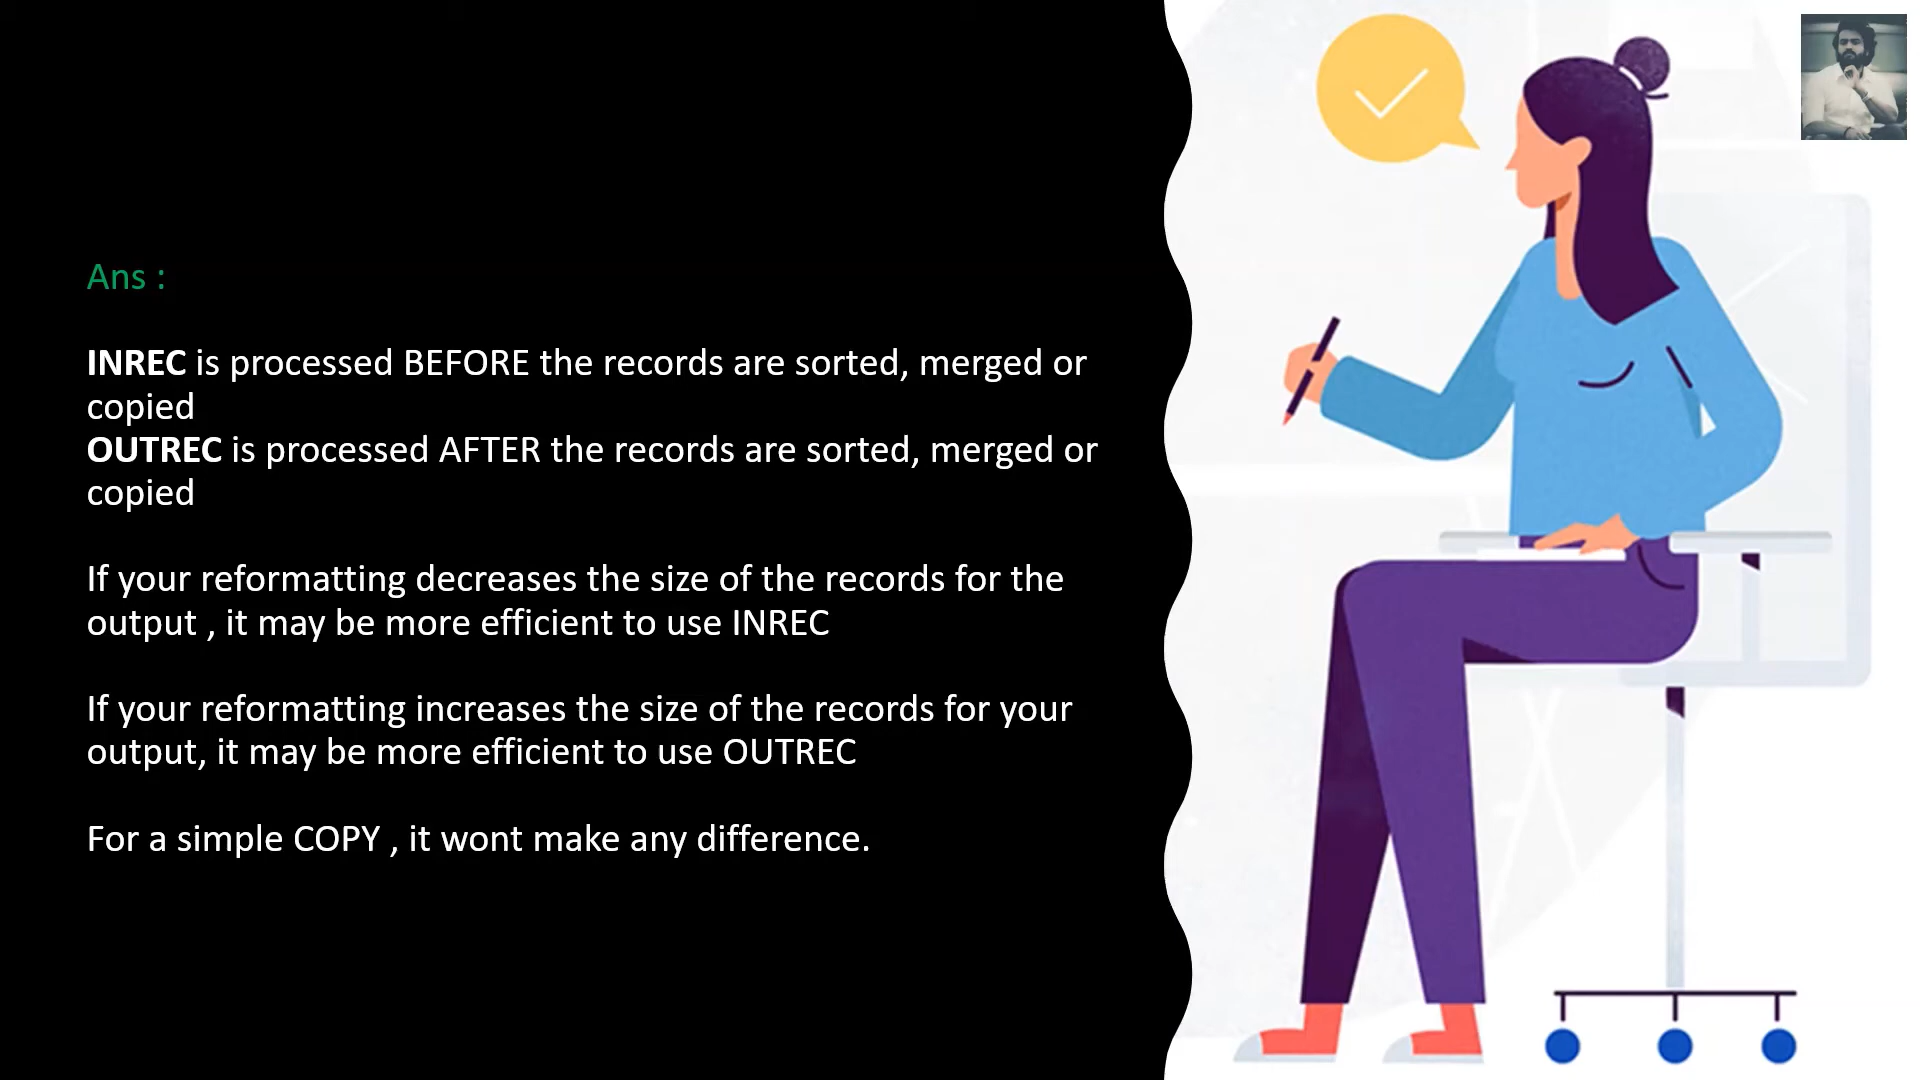 Ans :
INREC is processed BEFORE the records are sorted, merged or
copied
OUTREC is processed AFTER the records are sorted, merged or
copied
If your reformatting decreases the size of the records for the
output , it may be more efficient to use INREC
If your reformatting increases the size of the records for your
output, it may be more efficient to use OUTREC
For a simple COPY , it wont make any difference.